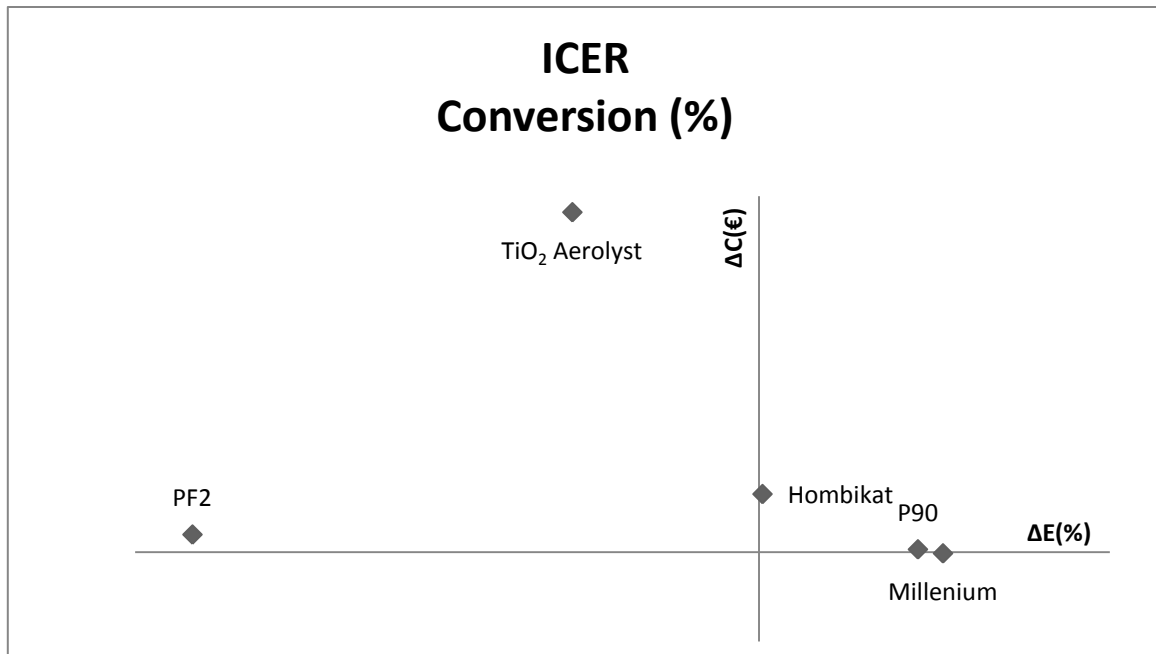 ICER
Conversion (%)
ΔC(€)
TiO₂ Aerolyst
PF2
Hombikat
P90
ΔE(%)
Millenium